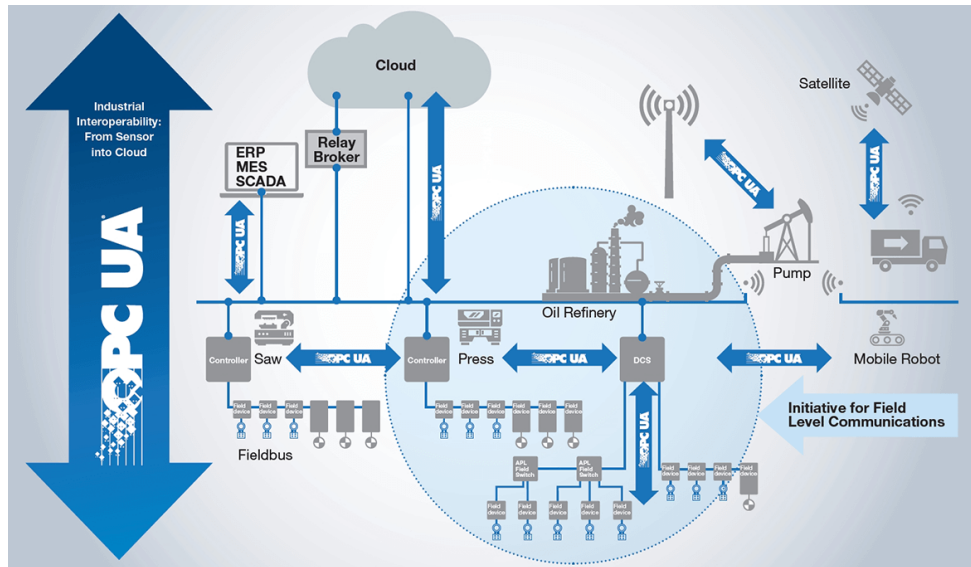 Industrial
Interoperability:
From Sensor
into Cloud
OPC UA
Cloud
Relay
Broker
ERP
MES
SCADA
OPC UA
OPC UA
Satellite
OPC UA
OPC UA
Pump
Oil Refinery
Controller
Saw
OPC UA
Controller
Press
OPC UA
DCS
OPC UA
Mobile Robot
Initiative for Field
Level Communications
Field
device
Field
device
Field
device
Fieldbus
Field
device
Field
device
Field
device
Field
device
Field
device
Field
device
OPC UA
APL
Field
Switch
APL
Field
Switch
Field
device
Field
device
Field
device
Field
device
Field
device
Field
device
Field
device
Field
device
Field
device